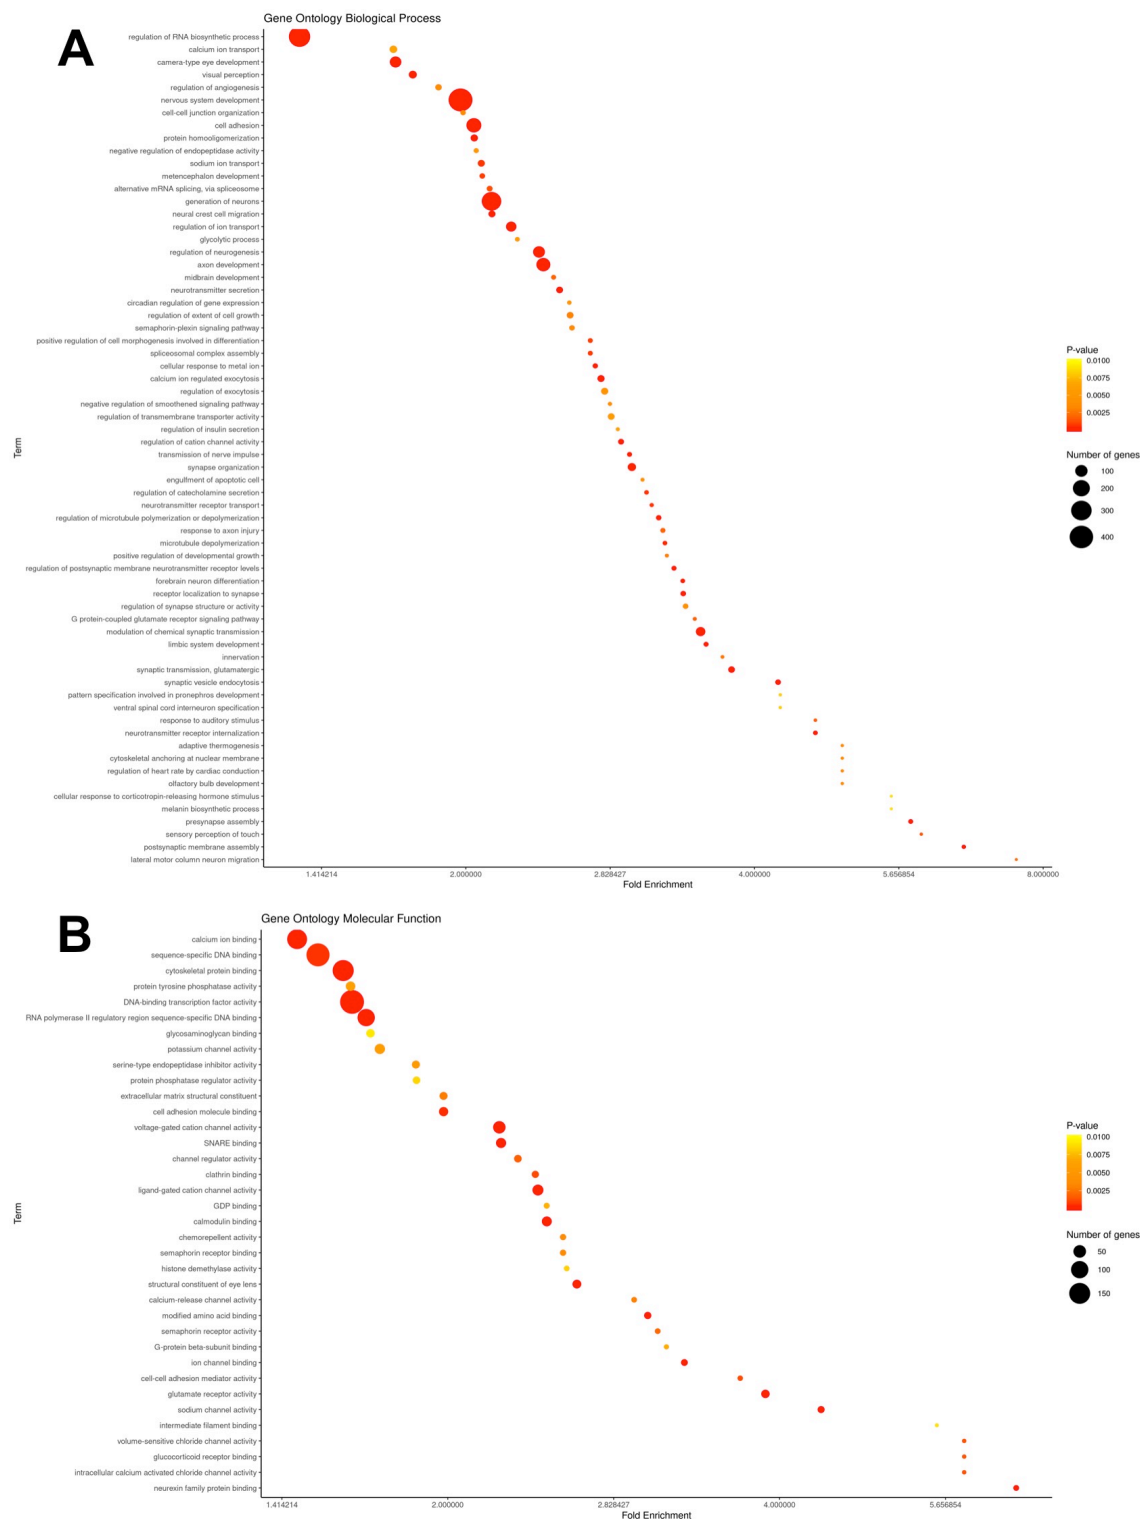 A
Gene Ontology Biological Process
regulation of RNA biosynthetic process
calcium ion transport
camera-type eye development
visual perception
regulation of angiogenesis
nervous system development
cell-cell junction organization
cell adhesion
protein homooligomerization
negative regulation of endopeptidase activity
sodium ion transport
metencephalon development
alternative mRNA splicing, via spliceosome
generation of neurons
neural crest cell migration
regulation of ion transport
glycolytic process
regulation of neurogenesis
axon development
midbrain development
neurotransmitter secretion
circadian regulation of gene expression
regulation of extent of cell growth
semaphorin-plexin signaling pathway
positive regulation of cell morphogenesis involved in differentiation
spliceosomal complex assembly
cellular response to metal ion
calcium ion regulated exocytosis
regulation of exocytosis
negative regulation of smoothened signaling pathway
regulation of transmembrane transporter activity
regulation of insulin secretion
regulation of cation channel activity
transmission of nerve impulse
synapse organization
engulfment of apoptotic cell
regulation of catecholamine secretion
neurotransmitter receptor transport
regulation of microtubule polymerization or depolymerization
response to axon injury
microtubule depolymerization
positive regulation of developmental growth
regulation of postsynaptic membrane neurotransmitter receptor levels
forebrain neuron differentiation
receptor localization to synapse
regulation of synapse structure or activity
G protein-coupled glutamate receptor signaling pathway
modulation of chemical synaptic transmission
limbic system development
innervation
synaptic transmission, glutamatergic
synaptic vesicle endocytosis
pattern specification involved in pronephros development
ventral spinal cord interneuron specification
response to auditory stimulus
neurotransmitter receptor internalization
adaptive thermogenesis
cytoskeletal anchoring at nuclear membrane
regulation of heart rate by cardiac conduction
olfactory bulb development
cellular response to corticotropin-releasing hormone stimulus
melanin biosynthetic process
presynapse assembly
sensory perception of touch
postsynaptic membrane assembly
lateral motor column neuron migration
Term
1.414214 2.000000 2.828427 4.000000 5.656854 8.000000
Fold Enrichment
P-value
0.0100
0.0075
0.0050
0.0025
Number of genes
100
200
300
400
B
Gene Ontology Molecular Function
calcium ion binding
sequence-specific DNA binding
cytoskeletal protein binding
protein tyrosine phosphatase activity
DNA-binding transcription factor activity
RNA polymerase II regulatory region sequence-specific DNA binding
glycosaminoglycan binding
potassium channel activity
serine-type endopeptidase inhibitor activity
protein phosphatase regulator activity
extracellular matrix structural constituent
cell adhesion molecule binding
voltage-gated cation channel activity
SNARE binding
channel regulator activity
clathrin binding
ligand-gated cation channel activity
GDP binding
calmodulin binding
chemorepellent activity
semaphorin receptor binding
histone demethylase activity
structural constituent of eye lens
calcium-release channel activity
modified amino acid binding
semaphorin receptor activity
G-protein beta-subunit binding
ion channel binding
cell-cell adhesion mediator activity
glutamate receptor activity
sodium channel activity
intermediate filament binding
volume-sensitive chloride channel activity
glucocorticoid receptor binding
intracellular calcium activated chloride channel activity
neurexin family protein binding
Term
1.414214 2.000000 2.828427 4.000000 5.656854
Fold Enrichment
P-value
0.0100
0.0075
0.0050
0.0025
Number of genes
50
100
150